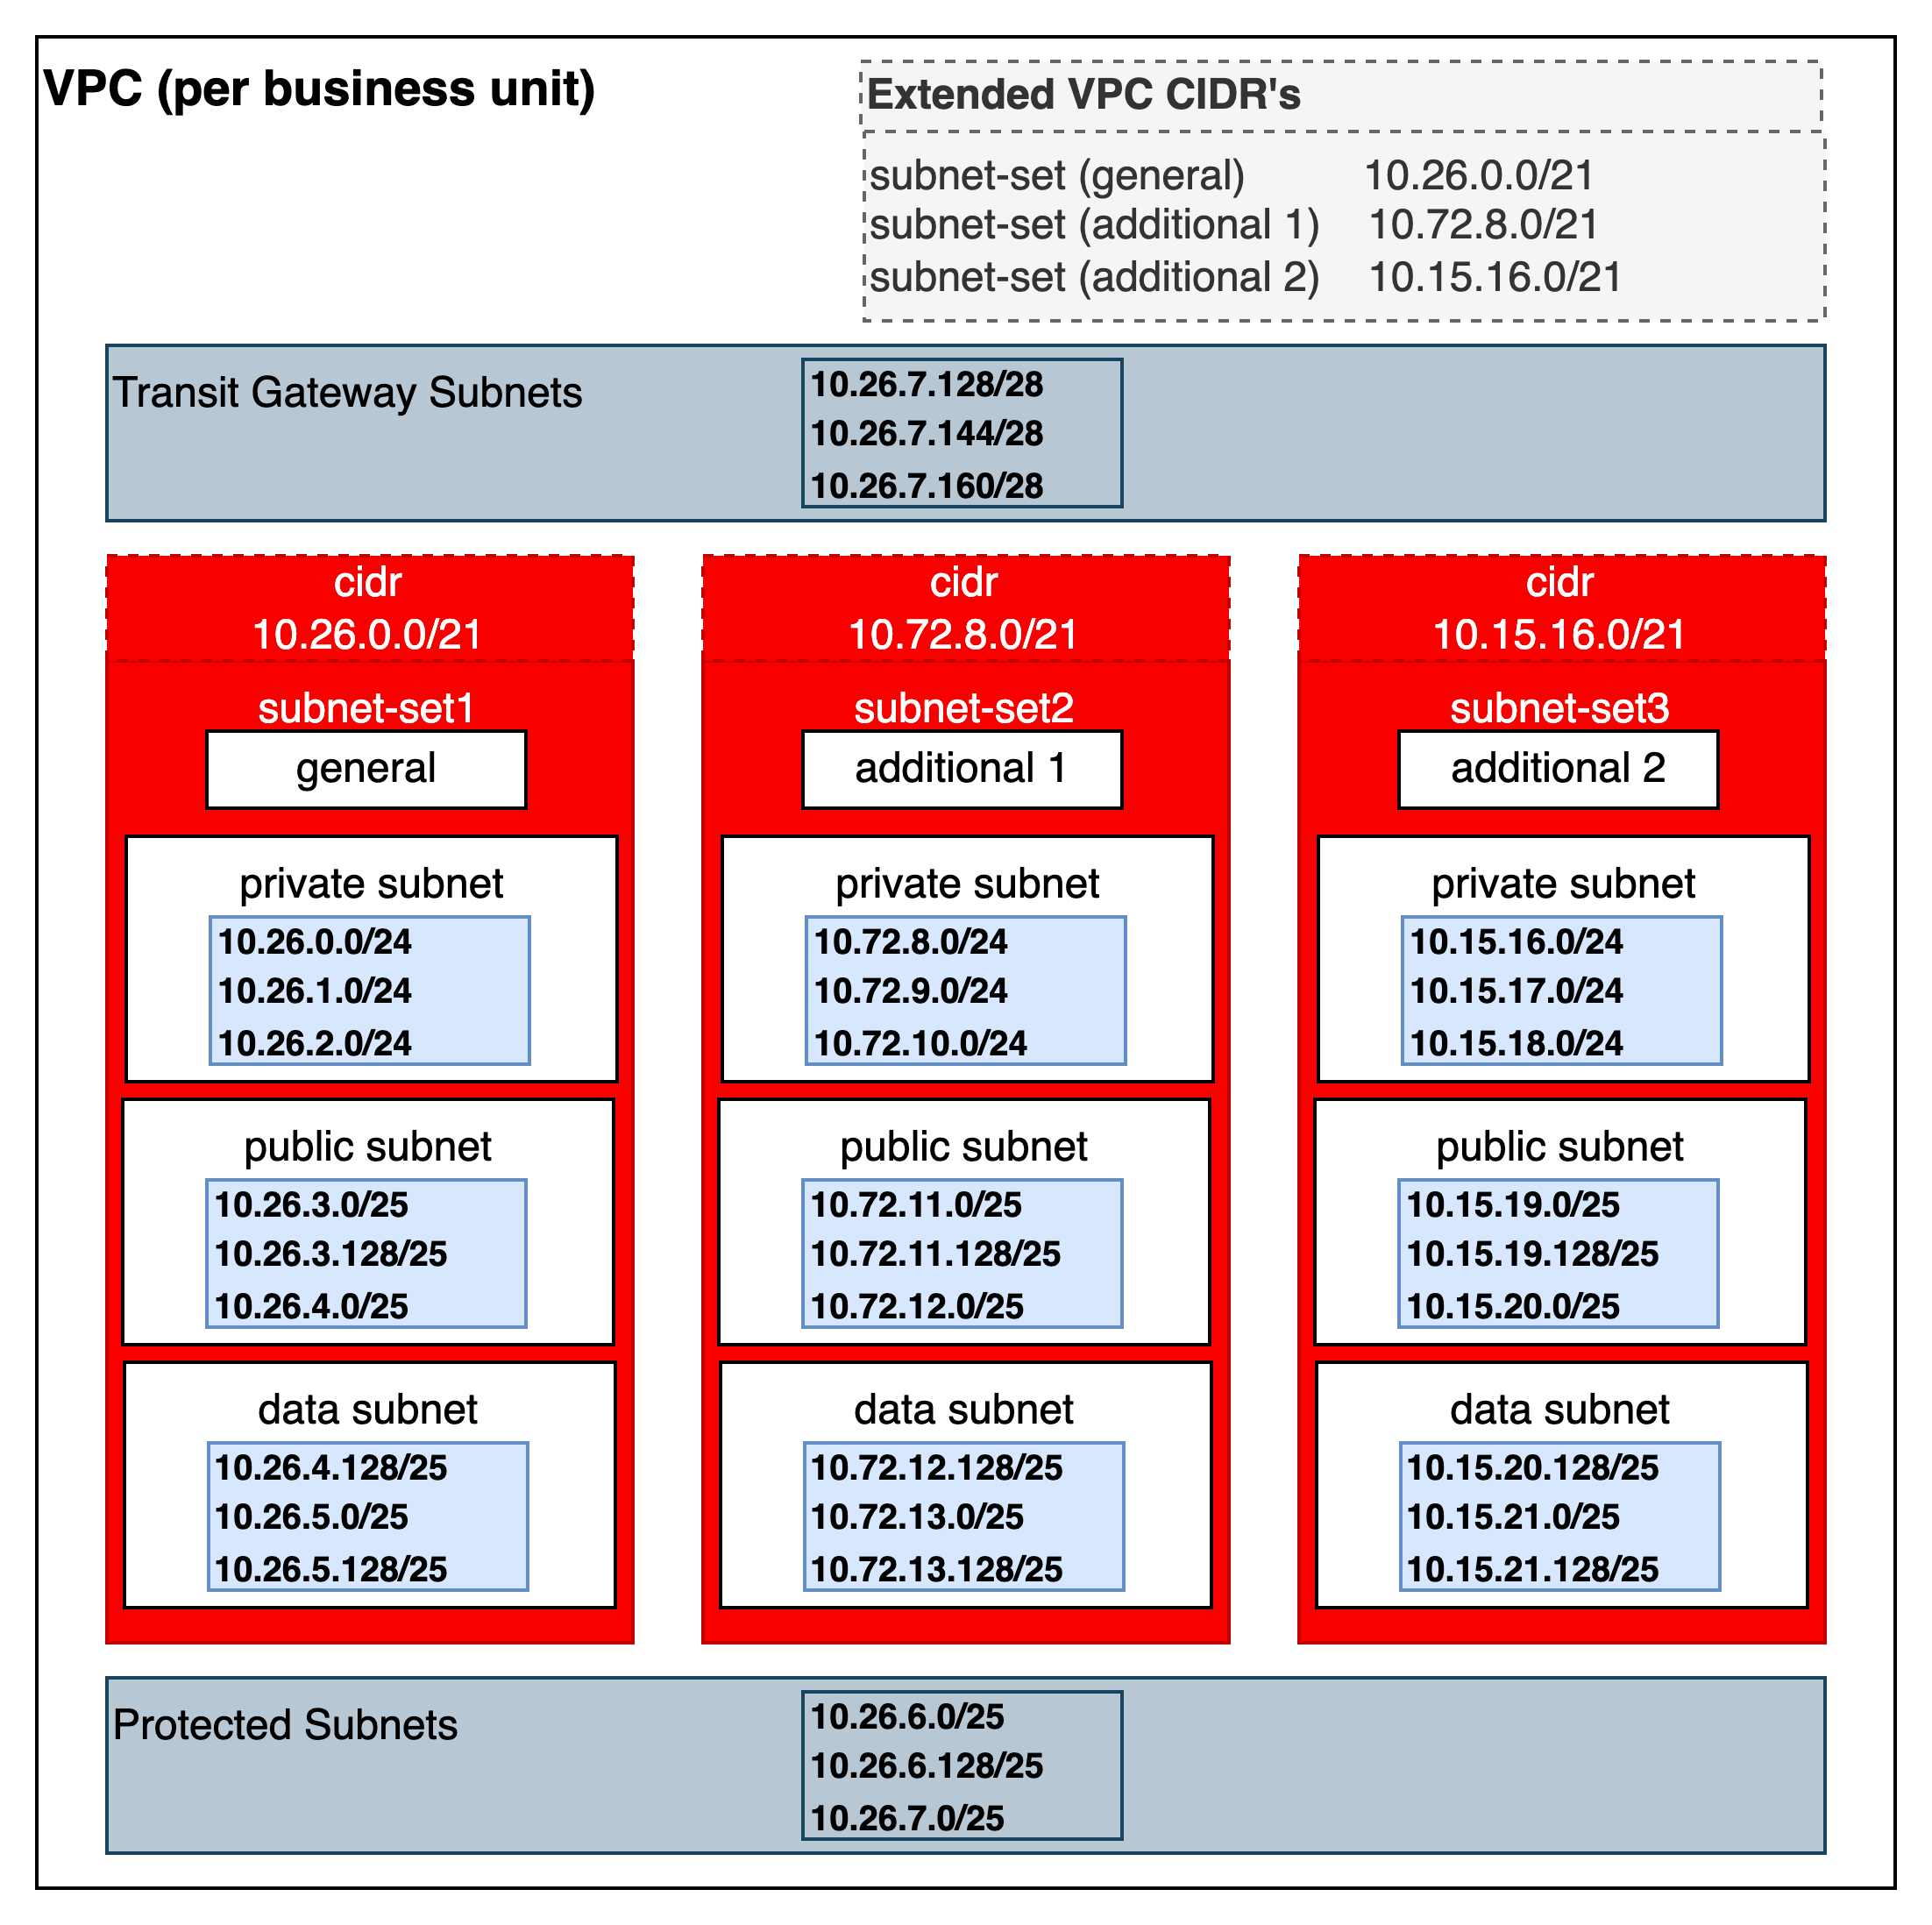 VPC (per business unit)
Extended VPC CIDR's
subnet-set (general) 10.26.0.0/21
subnet-set (additional 1) 10.72.8.0/21
subnet-set (additional 2) 10.15.16.0/21
Transit Gateway Subnets
10.26.7.128/28
10.26.7.144/28
10.26.7.160/28
cidr
10.26.0.0/21
subnet-set1
general
private subnet
10.26.0.0/24
10.26.1.0/24
10.26.2.0/24
public subnet
10.26.3.0/25
10.26.3.128/25
10.26.4.0/25
data subnet
10.26.4.128/25
10.26.5.0/25
10.26.5.128/25
cidr
10.72.8.0/21
subnet-set2
additional 1
private subnet
10.72.8.0/24
10.72.9.0/24
10.72.10.0/24
public subnet
10.72.11.0/25
10.72.11.128/25
10.72.12.0/25
data subnet
10.72.12.128/25
10.72.13.0/25
10.72.13.128/25
cidr
10.15.16.0/21
subnet-set3
additional 2
private subnet
10.15.16.0/24
10.15.17.0/24
10.15.18.0/24
public subnet
10.15.19.0/25
10.15.19.128/25
10.15.20.0/25
data subnet
10.15.20.128/25
10.15.21.0/25
10.15.21.128/25
Protected Subnets
10.26.6.0/25
10.26.6.128/25
10.26.7.0/25